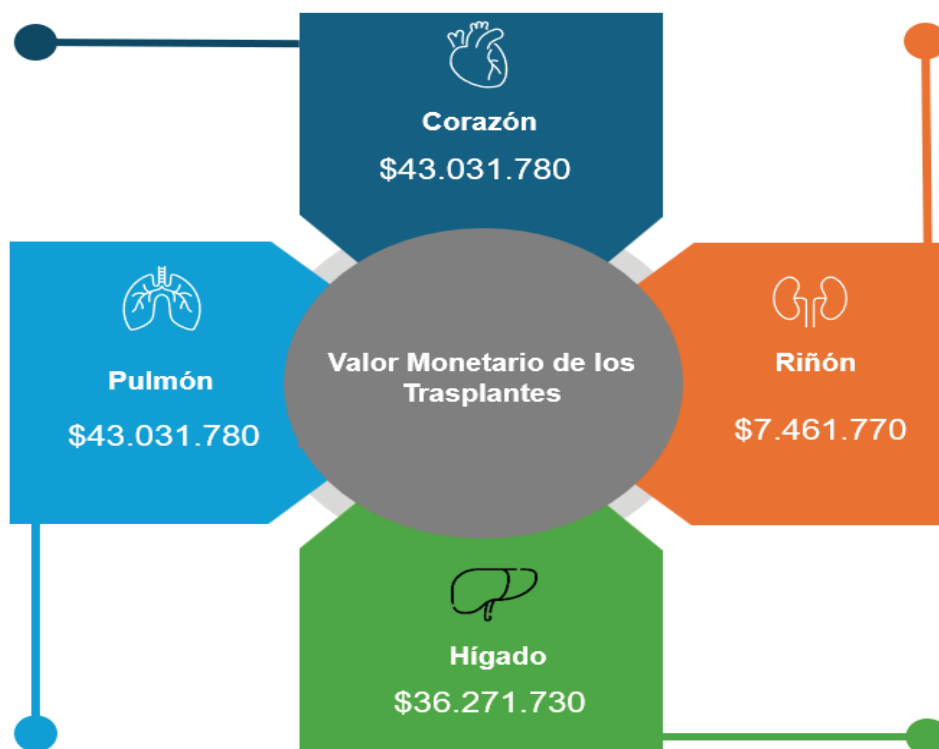 Corazón
$43.031.780
Valor Monetario de los
Trasplantes
Pulmón
$43.031.780
Riñón
$7.461.770
Hígado
$36.271.730